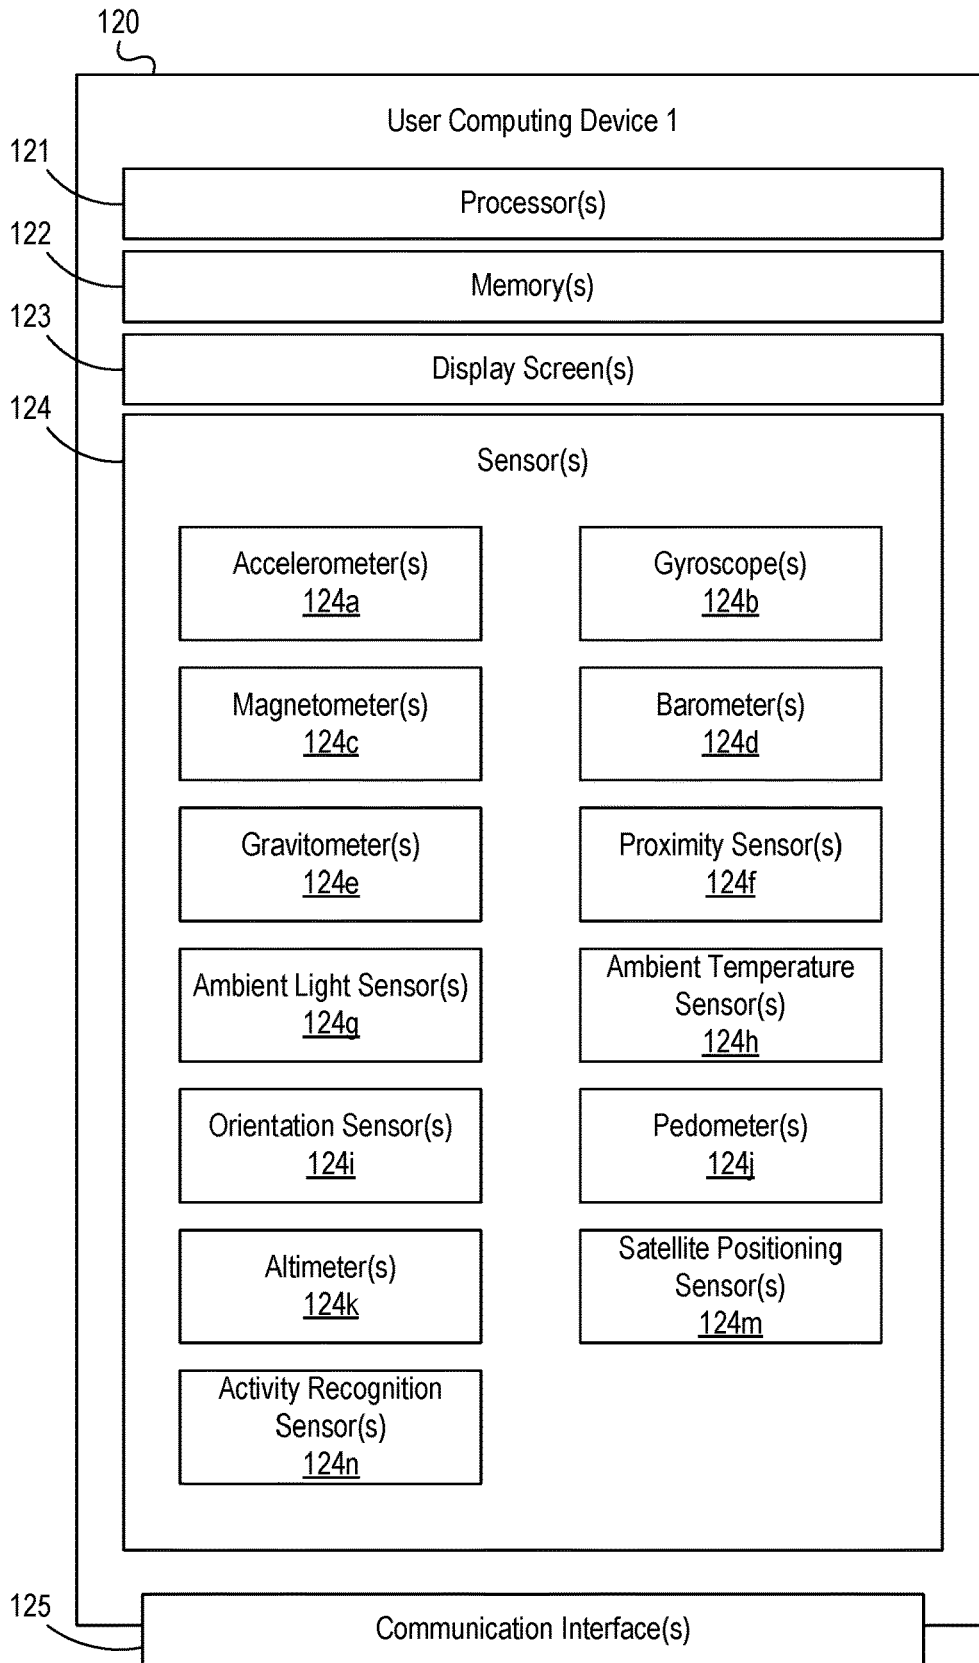 120
User Computing Device 1
121
Processor(s)
122
Memory(s)
123
Display Screen(s)
124
Sensor(s)
Accelerometer(s)
124a
Gyroscope(s)
124b
Magnetometer(s)
124c
Barometer(s)
124d
Gravitometer(s)
124e
Proximity Sensor(s)
124f
Ambient Light Sensor(s)
124g
Ambient Temperature
Sensor(s)
124h
Orientation Sensor(s)
124i
Pedometer(s)
124j
Altimeter(s)
124k
Satellite Positioning
Sensor(s)
124m
Activity Recognition
Sensor(s)
124n
125
Communication Interface(s)